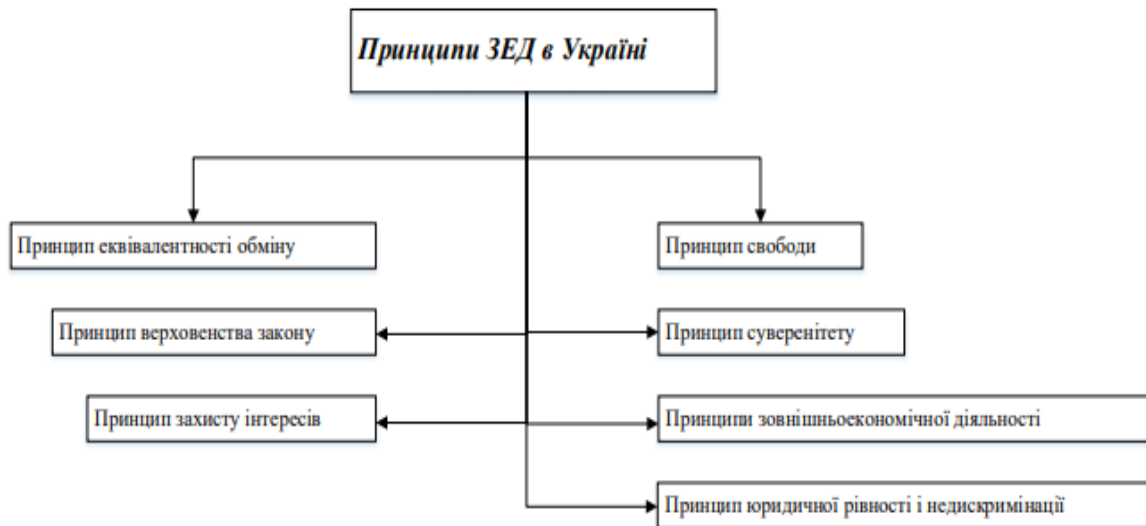 Принципи ЗЕД в Україні
Принцип еквівалентності обміну
Принцип свободи
Принцип верховенства закону
Принцип суверенітету
Принцип захисту інтересів
Принципи зовнішньоекономічної діяльності
Принцип юридичної рівності і недискримінації